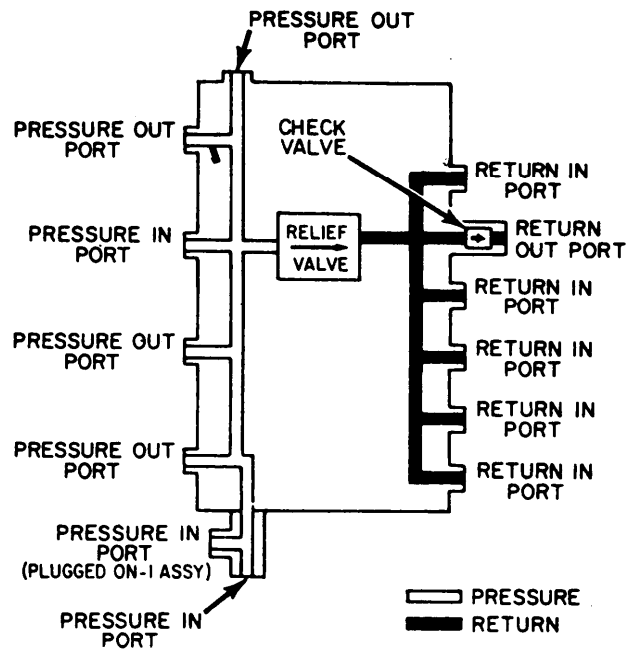 PRESSURE OUT
PORT
PRESSURE OUT
PORT
CHECK
VALVE
RETURN IN
PORT
PRESSURE IN
PORT
RELIEF
VALVE
RETURN
OUT PORT
RETURN IN
PORT
PRESSURE OUT
PORT
RETURN IN
PORT
RETURN IN
PORT
PRESSURE OUT
PORT
RETURN IN
PORT
PRESSURE IN
PORT
(PLUGGED ON-1 ASSY)
PRESSURE IN
PORT
PRESSURE
RETURN